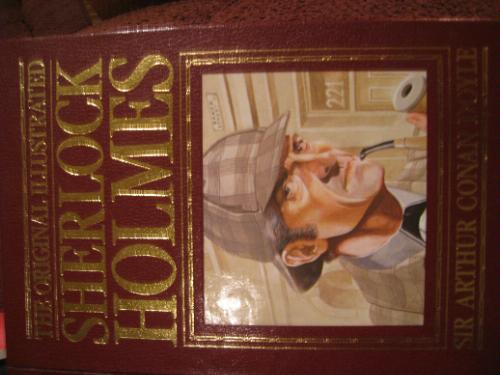 THE ORIGINAL ILLUSTRATED
SHERLOCK
HOLMES
221
SIR ARTHUR CONAN DOYLE